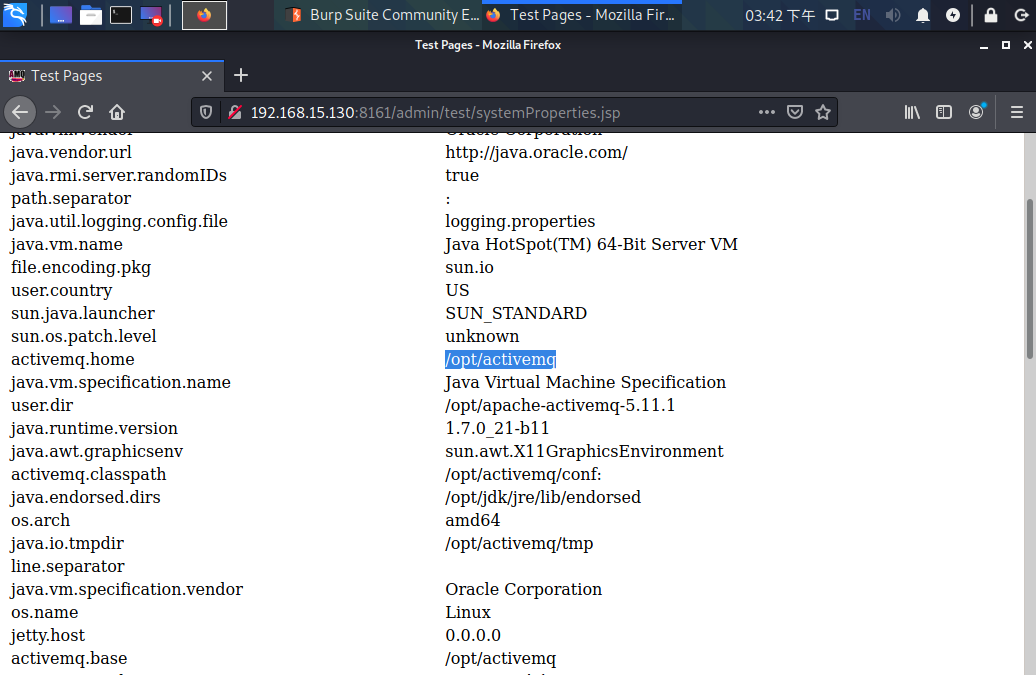 Burp Suite Community E...
Test Pages - Mozilla Fir...
03:42 下午
EN
Test Pages - Mozilla Firefox
Test Pages
192.168.15.130:8161/admin/test/systemProperties.jsp
java.vm.vendor Oracle Corporation
java.vendor.url http://java.oracle.com/
java.rmi.server.randomIDs true
path.separator :
java.util.logging.config.file logging.properties
java.vm.name Java HotSpot(TM) 64-Bit Server VM
file.encoding.pkg sun.io
user.country US
sun.java.launcher SUN_STANDARD
sun.os.patch.level unknown
activemq.home /opt/activemq
java.vm.specification.name Java Virtual Machine Specification
user.dir /opt/apache-activemq-5.11.1
java.runtime.version 1.7.0_21-b11
java.awt.graphicsenv sun.awt.X11GraphicsEnvironment
activemq.classpath /opt/activemq/conf:
java.endorsed.dirs /opt/jdk/jre/lib/endorsed
os.arch amd64
java.io.tmpdir /opt/activemq/tmp
line.separator
java.vm.specification.vendor Oracle Corporation
os.name Linux
jetty.host 0.0.0.0
activemq.base /opt/activemq